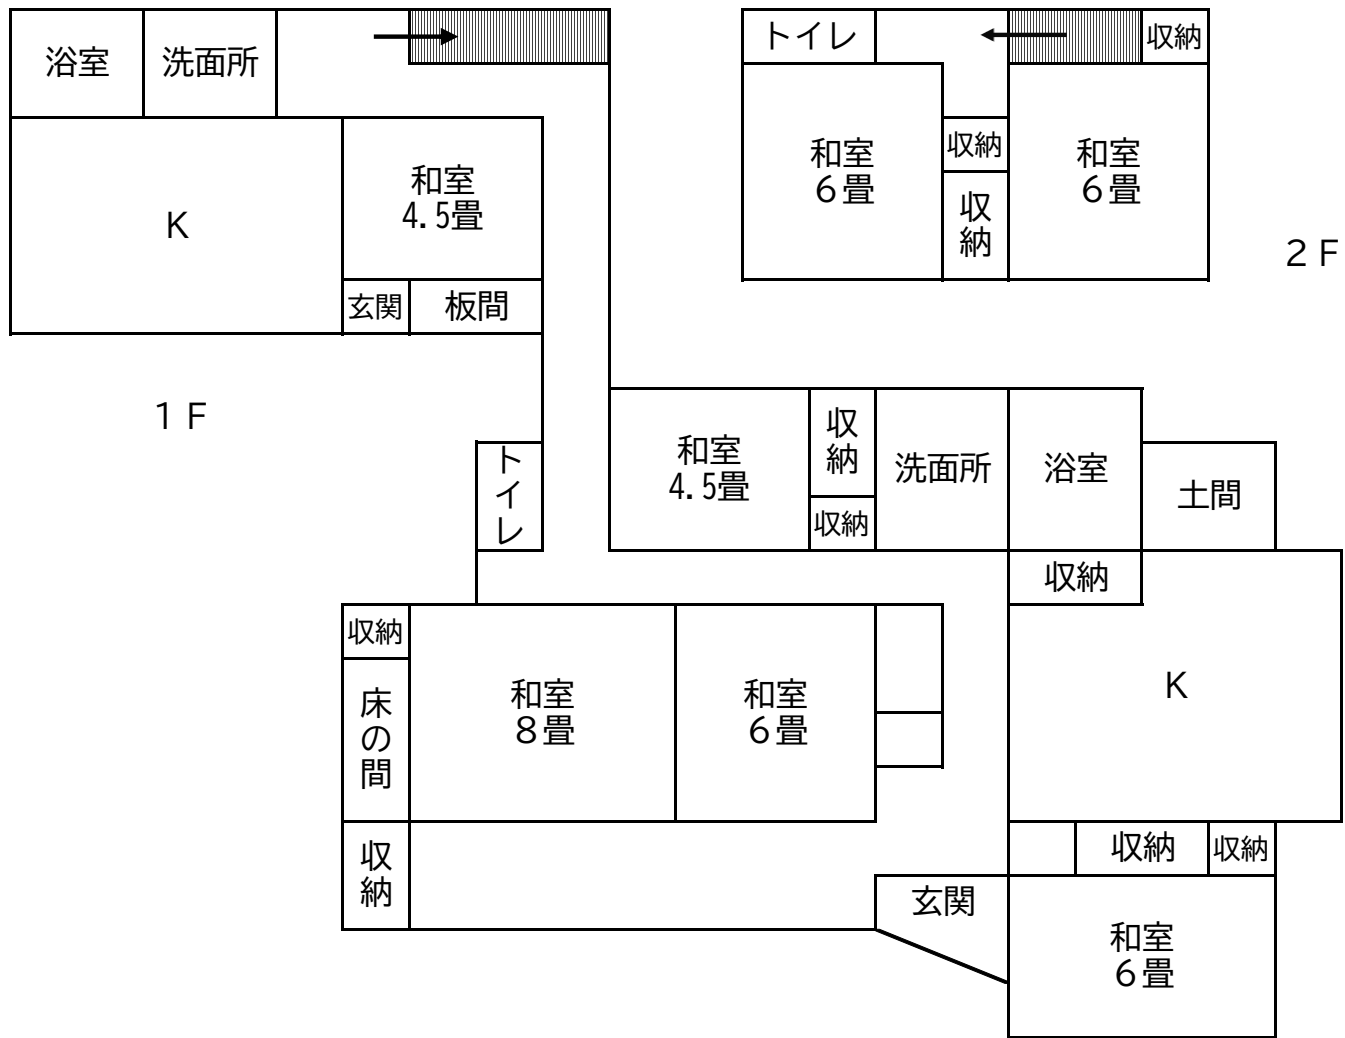 浴室
洗面所
K
和室
4.5畳
玄関
板間
1F
トイレ
収納
和室
6畳
収納
収納
和室
6畳
2F
トイレ
和室
4.5畳
収納
収納
洗面所
浴室
土間
収納
K
収納
床の間
収納
和室
8畳
和室
6畳
収納
収納
玄関
和室
6畳